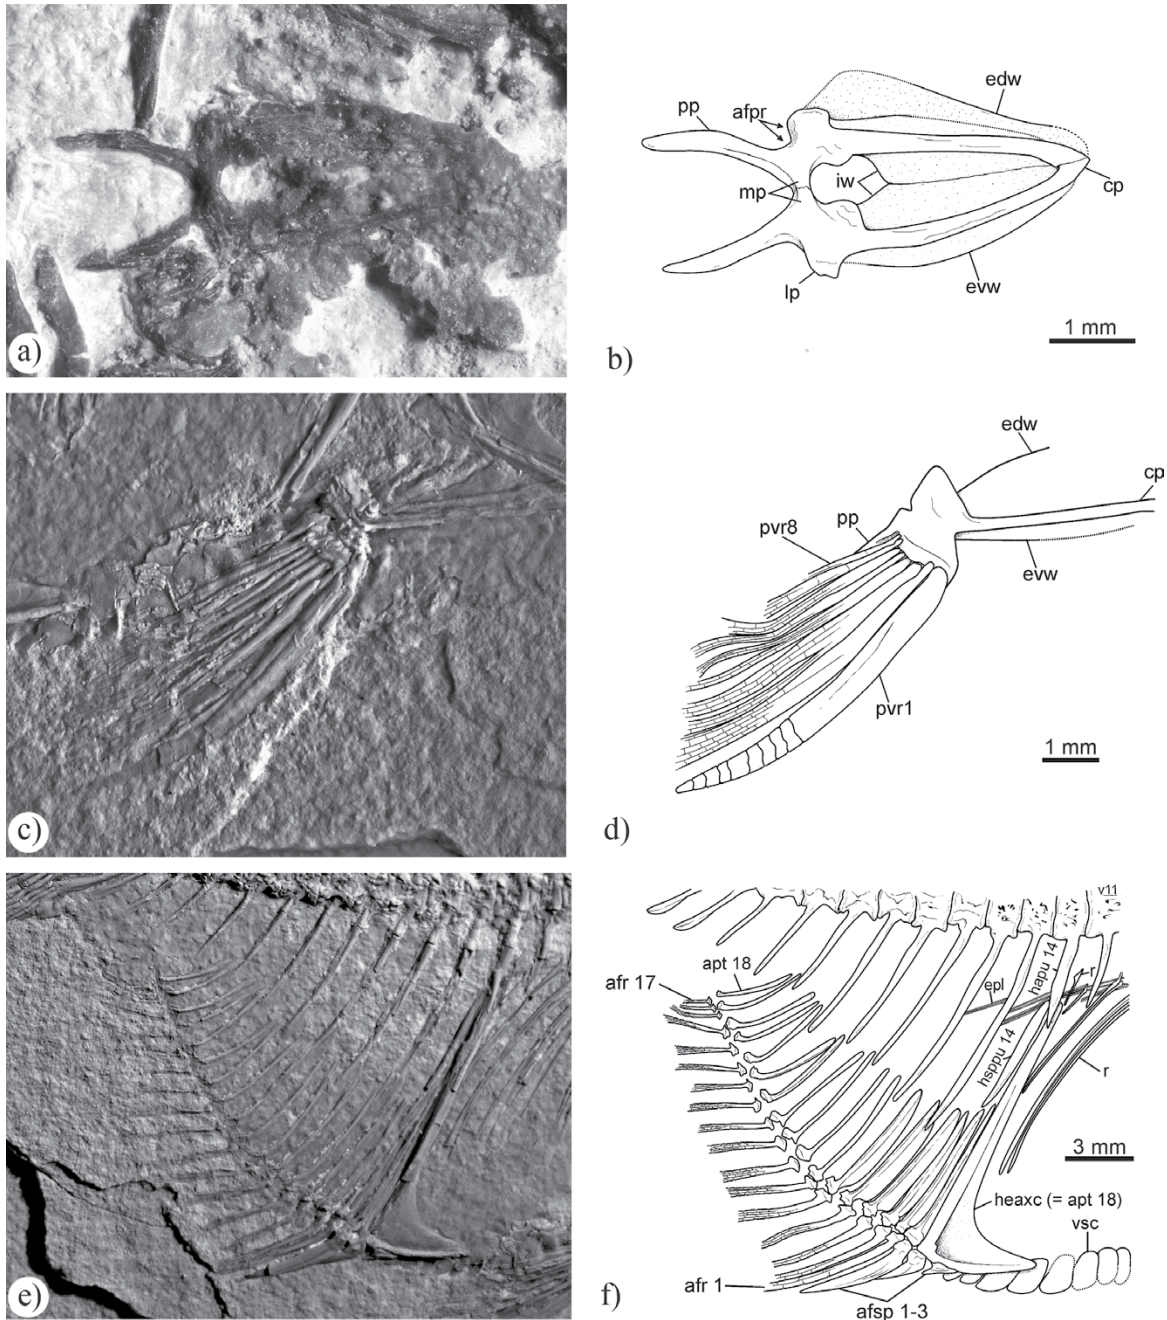 a)
edw
pp
afpr
mp
iw
cp
lp
evw
1 mm
b)
c)
edw
cp
pp
pvr8
evw
pvr1
1 mm
d)
e)
v11
apt 18
afr 17
epl
hapu 14
r
hsppu 14
r
3 mm
heaxc (= apt 18)
vsc
afr 1
afsp 1-3
f)